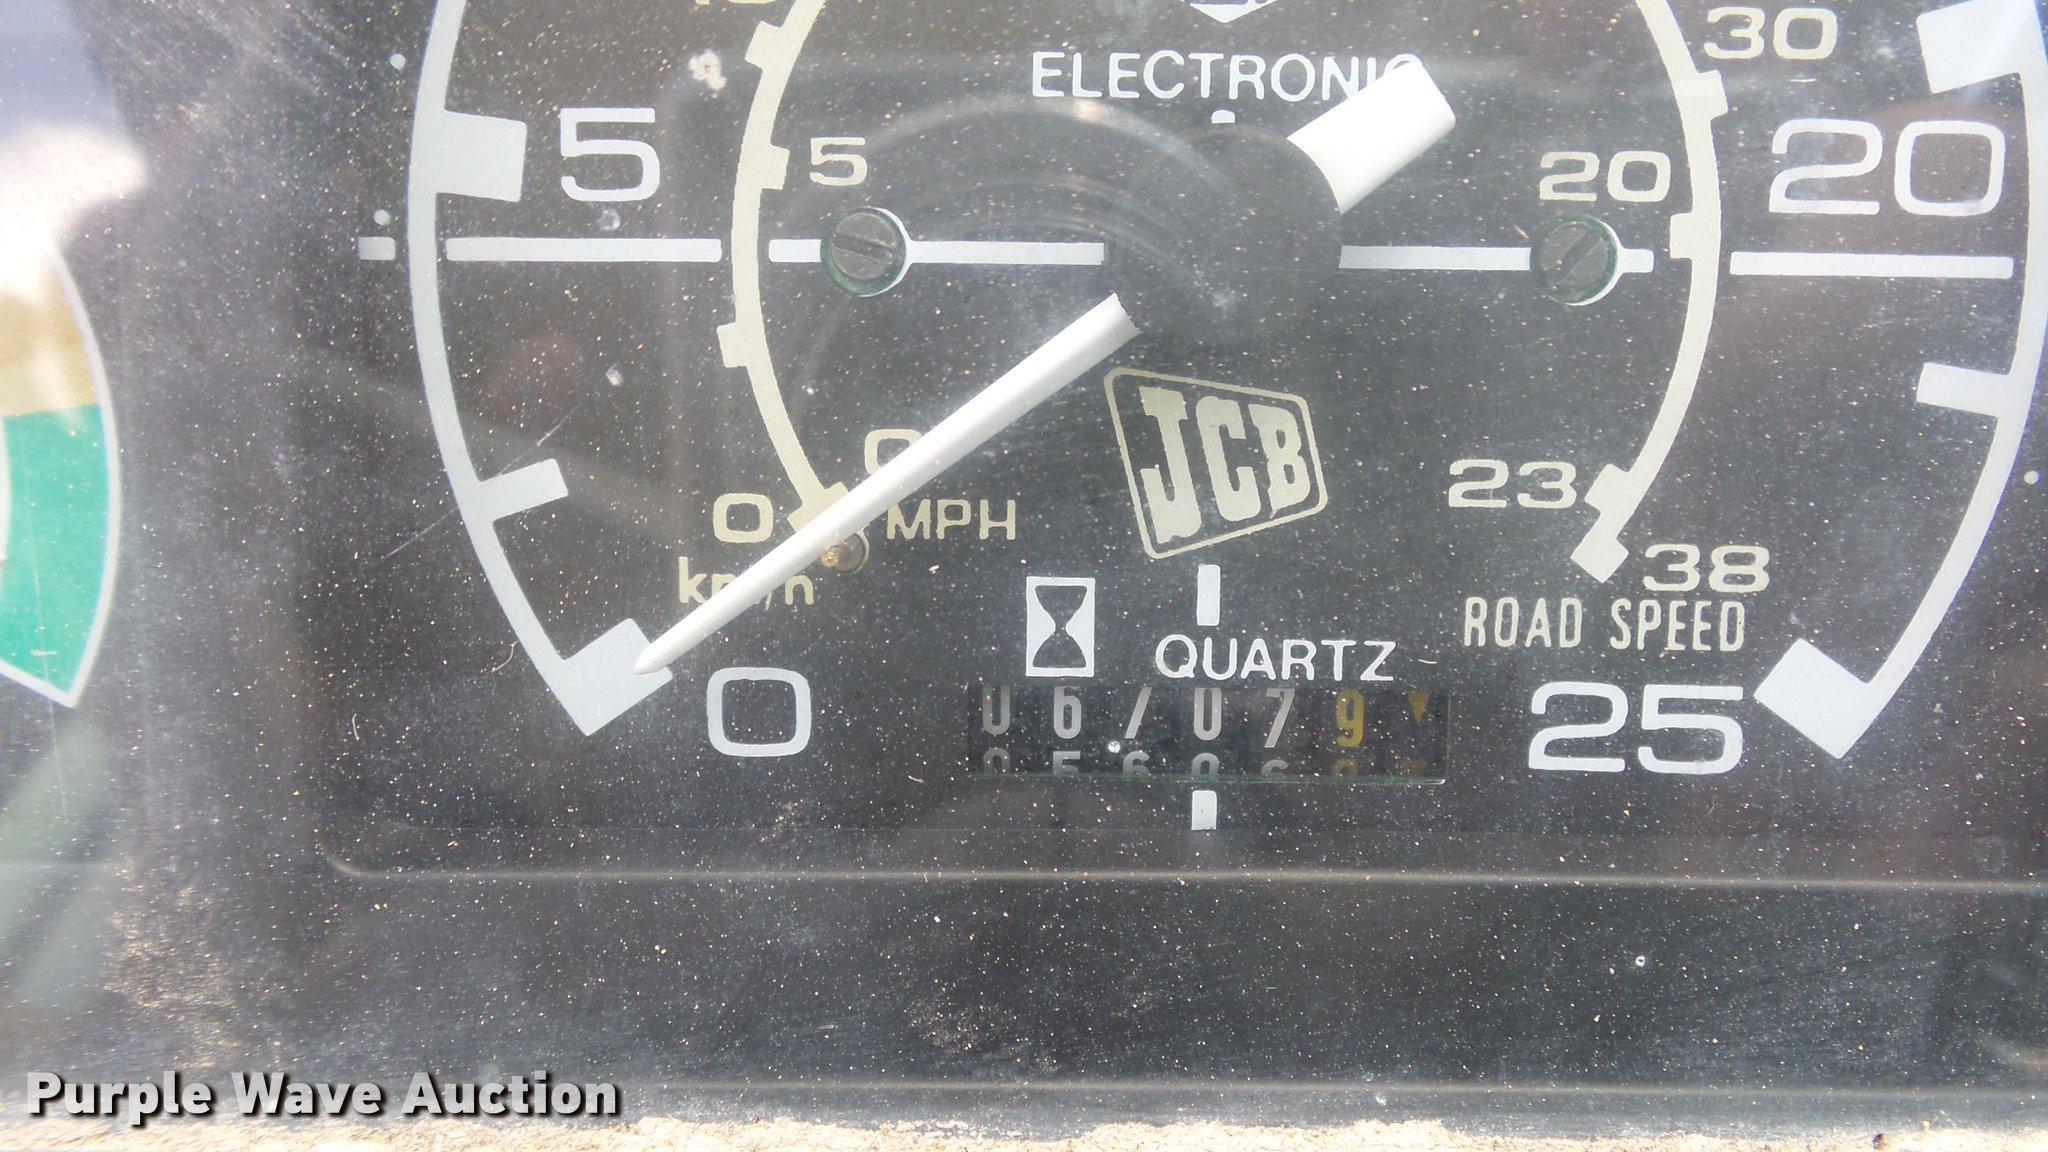 30
ELECTRONIC
5
5
20
20
0
MPH
JCB
23
0
km/h
38
ROAD SPEED
QUARTZ
0
25
Purple Wave Auction